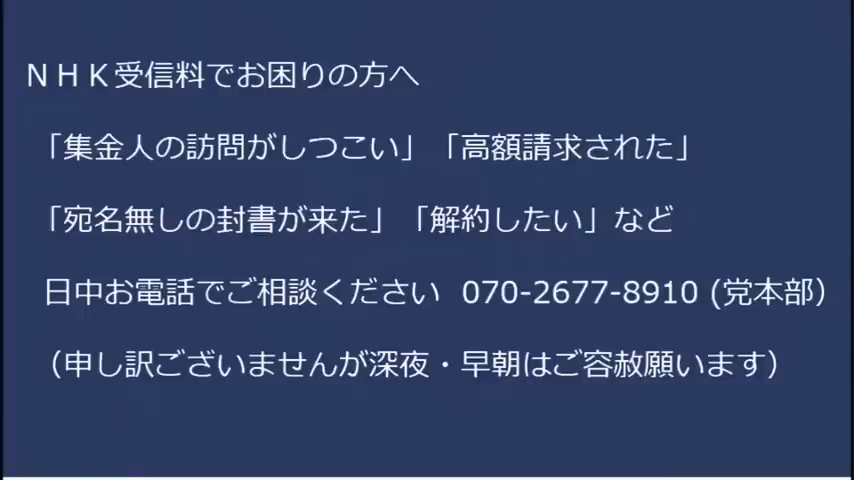 ＮＨＫ受信料でお困りの方へ
「集金人の訪問がしつこい」「高額請求された」
「宛名無しの封書が来た」「解約したい」など
日中お電話でご相談ください 070-2677-8910 (党本部）
（申し訳ございませんが深夜・早朝はご容赦願います）